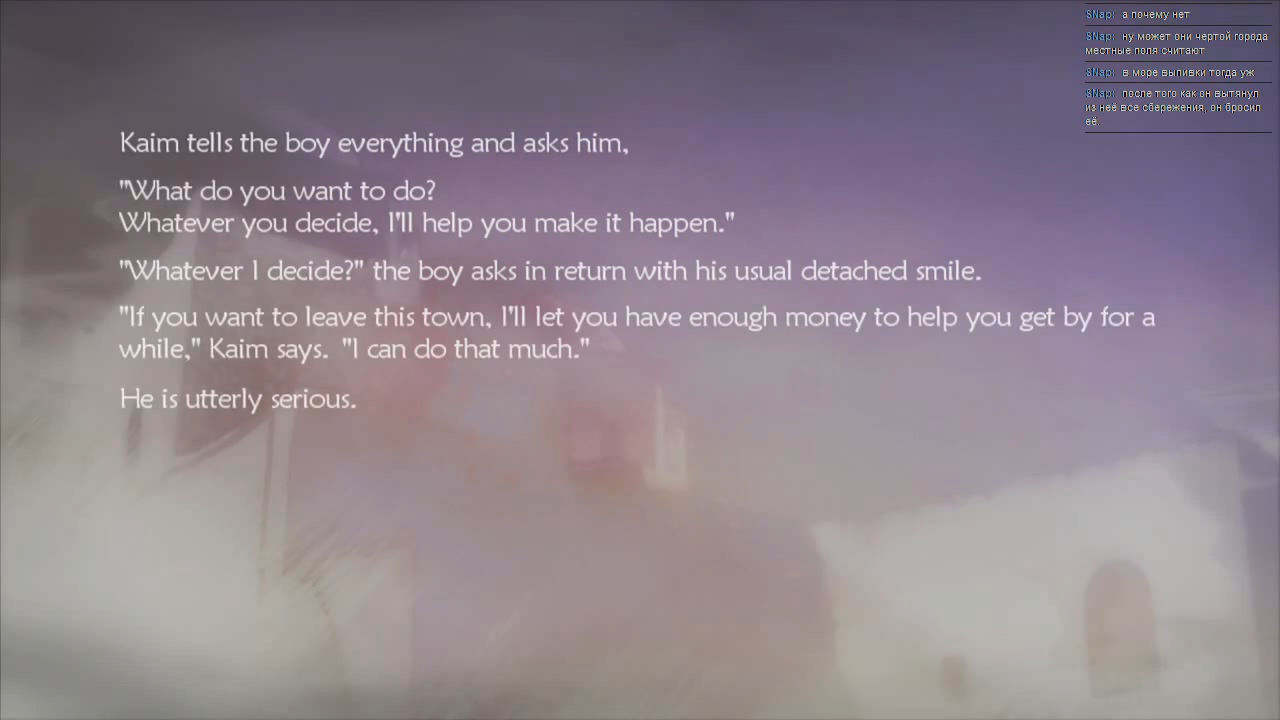 Kaim tells the boy everything and asks him,
"What do you want to do?
Whatever you decide, I'll help you make it happen."
"Whatever I decide?" the boy asks in return with his usual detached smile.
"If you want to leave this town, I'll let you have enough money to help you get by for a
while," Kaim says.  "I can do that much."
He is utterly serious.
SNap: а почему нет
SNap: ну может они чертой города
местные поля считают
SNap: в море выпивки тогда уж
SNap: после того как он вытянул
из неё все сбережения, он бросил
её.